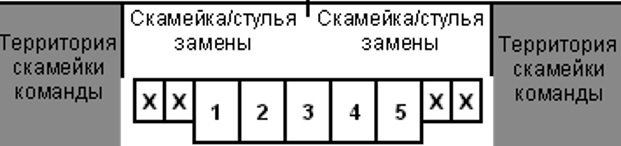 Скамейка/стулья
замены
Скамейка/стулья
замены
Территория
скамейки
команды
Территория
скамейки
команды
X X 1 2 3 4 5 X X